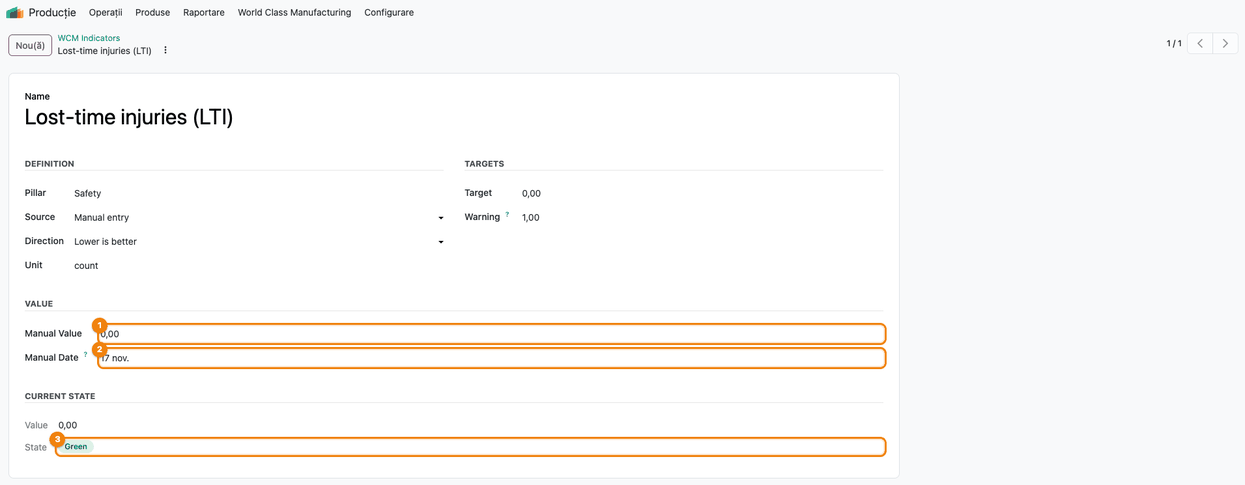 Producție Operații Produse Raportare World Class Manufacturing Configurare
Nou(ă)
WCM Indicators
Lost-time injuries (LTI)
1 / 1
Name
Lost-time injuries (LTI)
DEFINITION
Pillar Safety
Source Manual entry
Direction Lower is better
Unit count
TARGETS
Target 0,00
Warning ? 1,00
VALUE
1
Manual Value 0,00
2
Manual Date ? 17 nov.
CURRENT STATE
Value 0,00
3
State Green